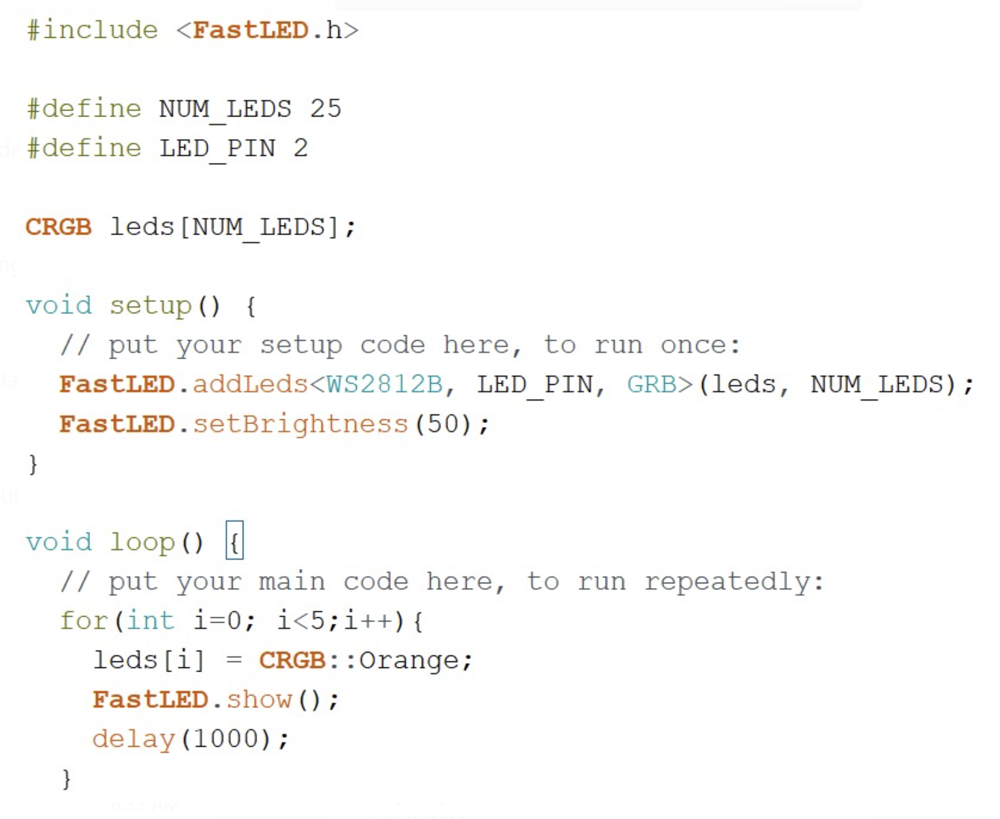 #include <FastLED.h>
#define NUM_LEDS 25
#define LED_PIN 2
CRGB leds[NUM_LEDS];
void setup() {
// put your setup code here, to run once:
FastLED.addLeds<WS2812B, LED_PIN, GRB>(leds, NUM_LEDS);
FastLED.setBrightness(50);
}
void loop() {
// put your main code here, to run repeatedly:
for(int i=0; i<5;i++){
leds[i] = CRGB::Orange;
FastLED.show();
delay(1000);
}